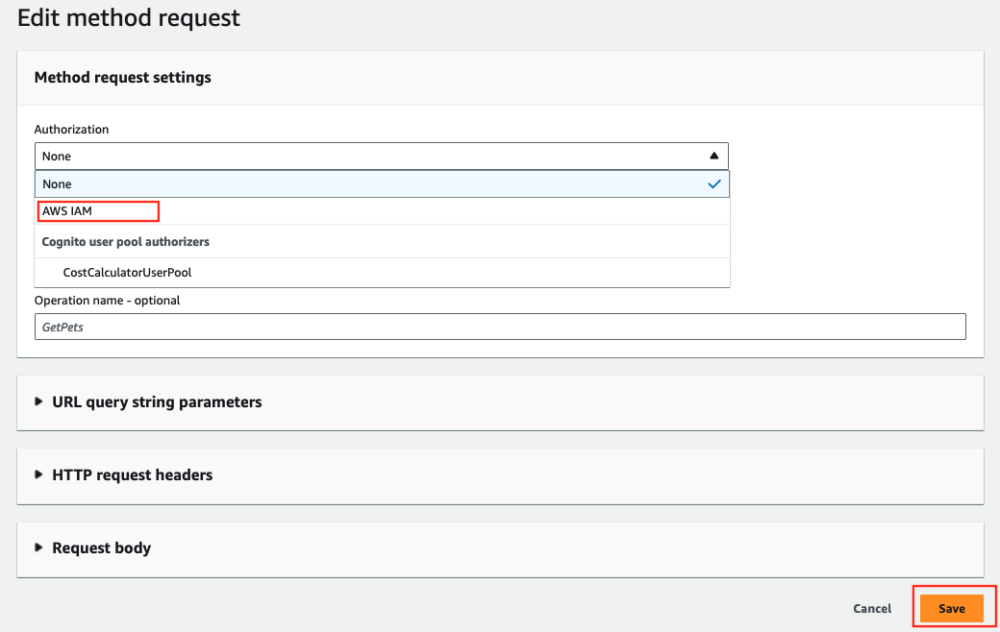 Edit method request
Method request settings
Authorization
None
None
AWS IAM
Cognito user pool authorizers
CostCalculatorUserPool
Operation name - optional
GetPets
URL query string parameters
HTTP request headers
Request body
Cancel
Save